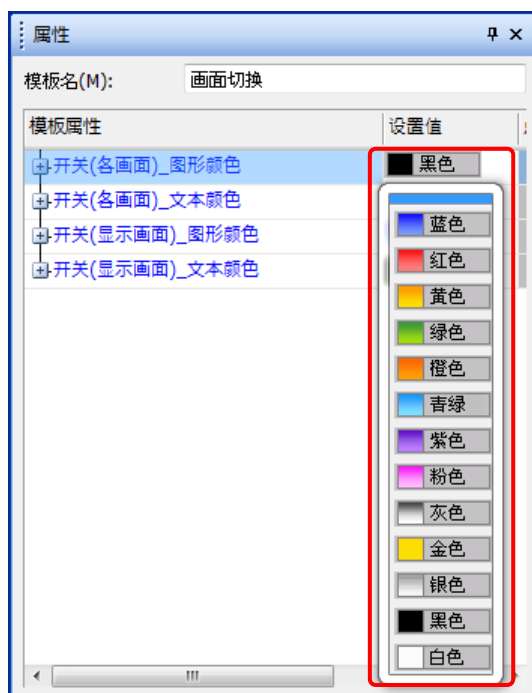 属性
模板名(M): 画面切换
模板属性 设置值
开关(各画面)_图形颜色 黑色
开关(各画面)_文本颜色
开关(显示画面)_图形颜色
开关(显示画面)_文本颜色
蓝色
红色
黄色
绿色
橙色
青绿
紫色
粉色
灰色
金色
银色
黑色
白色